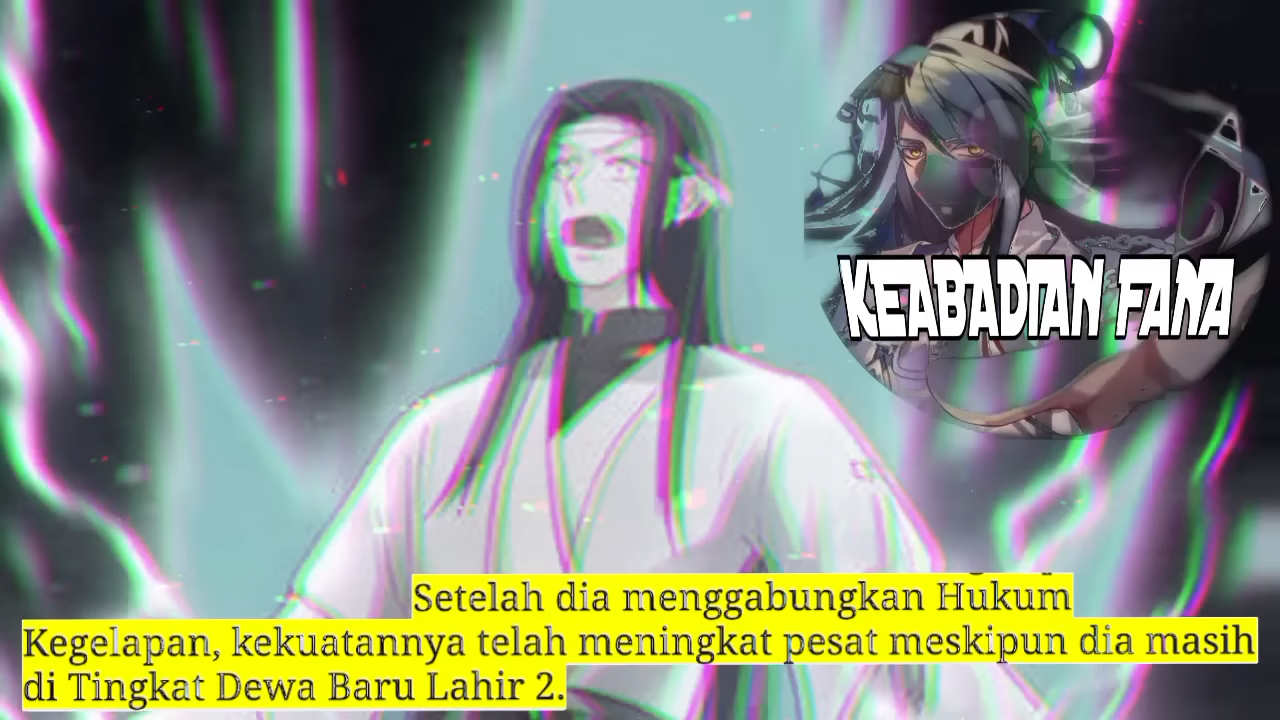 KEABADIAN FANA
Setelah dia menggabungkan Hukum
Kegelapan, kekuatannya telah meningkat pesat meskipun dia masih
di Tingkat Dewa Baru Lahir 2.